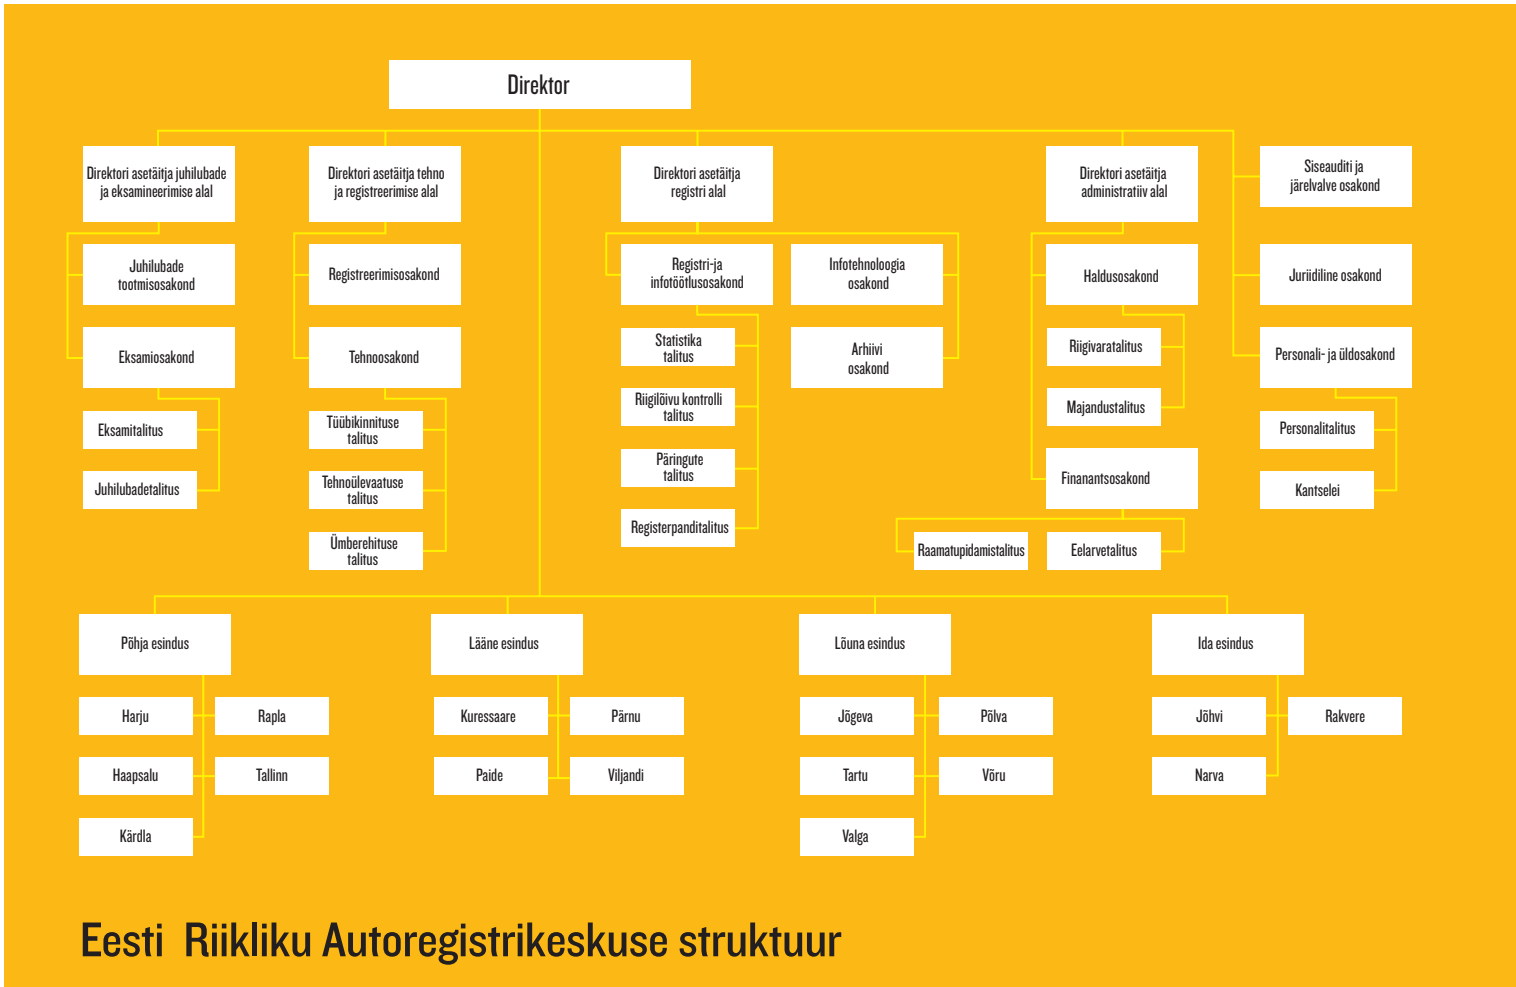 Direktor
Direktori asetäitja juhilubade
ja eksamineerimise alal
Direktori asetäitja tehno
ja registreerimise alal
Direktori asetäitja
registri alal
Direktori asetäitja
administratiiv alal
Siseauditi ja
järelvalve osakond
Juhilubade
tootmisosakond
Registreerimisosakond
Registri-ja
infotöötlusosakond
Infotehnoloogia
osakond
Haldusosakond
Juriidiline osakond
Eksamiosakond
Tehnoosakond
Statistika
talitus
Arhiivi
osakond
Riigivaratalitus
Personali- ja üldosakond
Eksamitalitus
Tüübikinnituse
talitus
Riigilõivu kontrolli
talitus
Majandustalitus
Personalitalitus
Juhilubadetalitus
Tehnoülevaatuse
talitus
Päringute
talitus
Finanantsosakond
Kantselei
Ümberehituse
talitus
Registerpanditalitus
Raamatupidamistalitus
Eelarvetalitus
Põhja esindus
Lääne esindus
Lõuna esindus
Ida esindus
Harju
Rapla
Kuressaare
Pärnu
Jõgeva
Põlva
Jõhvi
Rakvere
Haapsalu
Tallinn
Paide
Viljandi
Tartu
Võru
Narva
Kärdla
Valga
Eesti Riikliku Autoregistrikeskuse struktuur